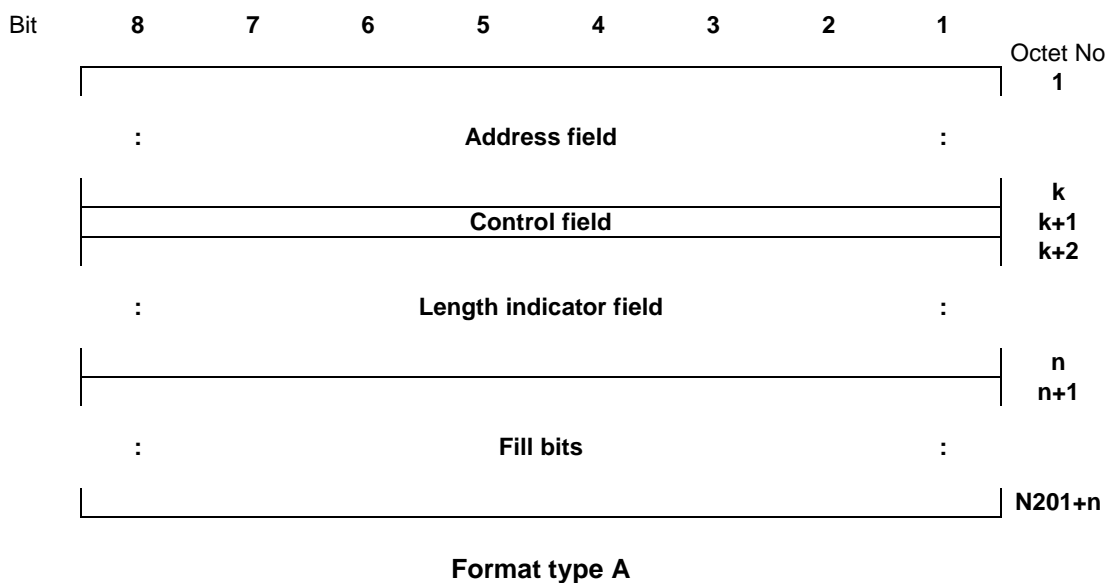 Bit 8 7 6 5 4 3 2 1
Octet No
1
: Address field :
k
Control field k+1
k+2
: Length indicator field :
n
n+1
: Fill bits :
N201+n
Format type A